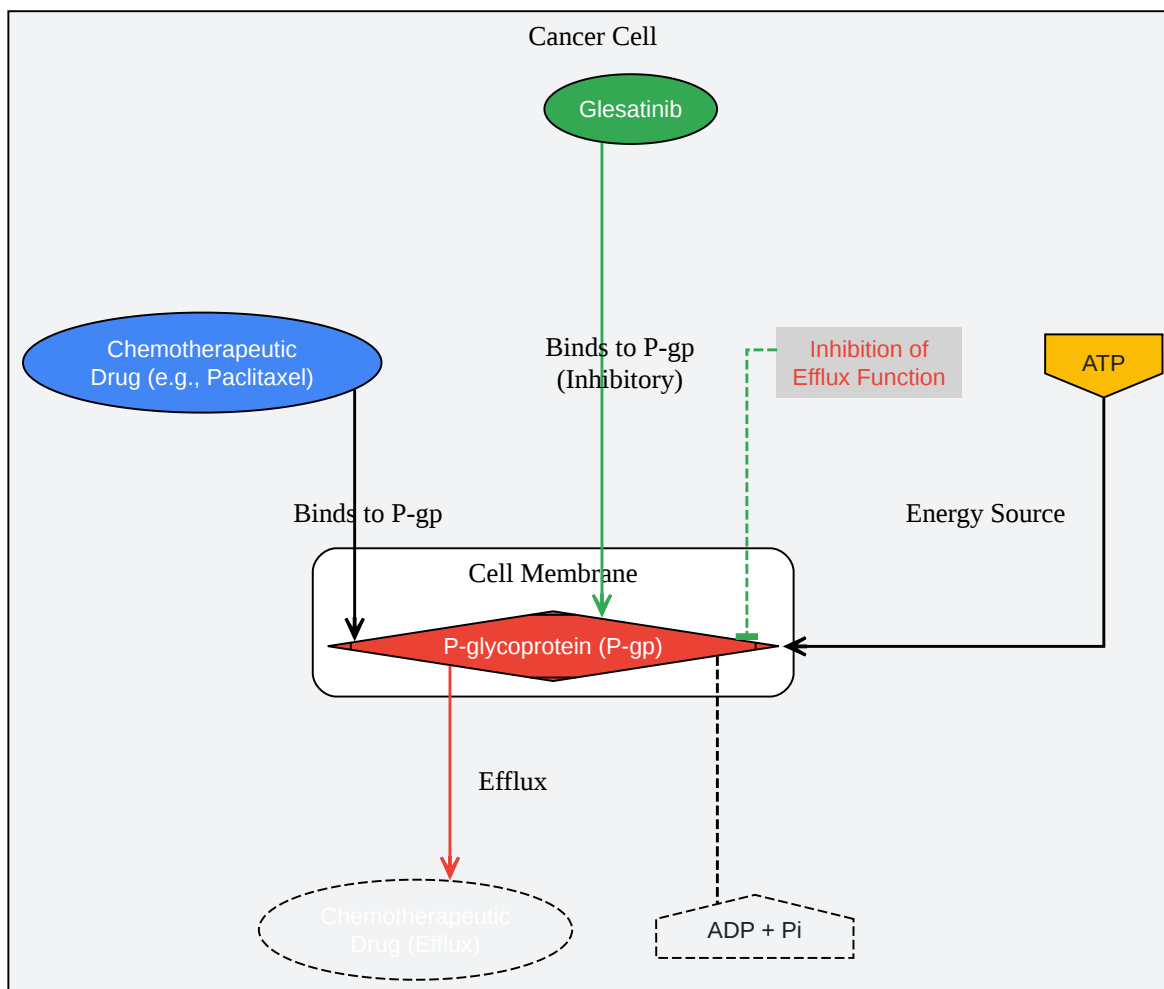 Cancer Cell
Glesatinib
Chemotherapeutic
Drug (e.g., Paclitaxel)
Binds to P-gp
(Inhibitory)
Inhibition of
Efflux Function
ATP
Binds to P-gp
Energy Source
Cell Membrane
P-glycoprotein (P-gp)
Efflux
Chemotherapeutic
Drug (Efflux)
ADP + Pi